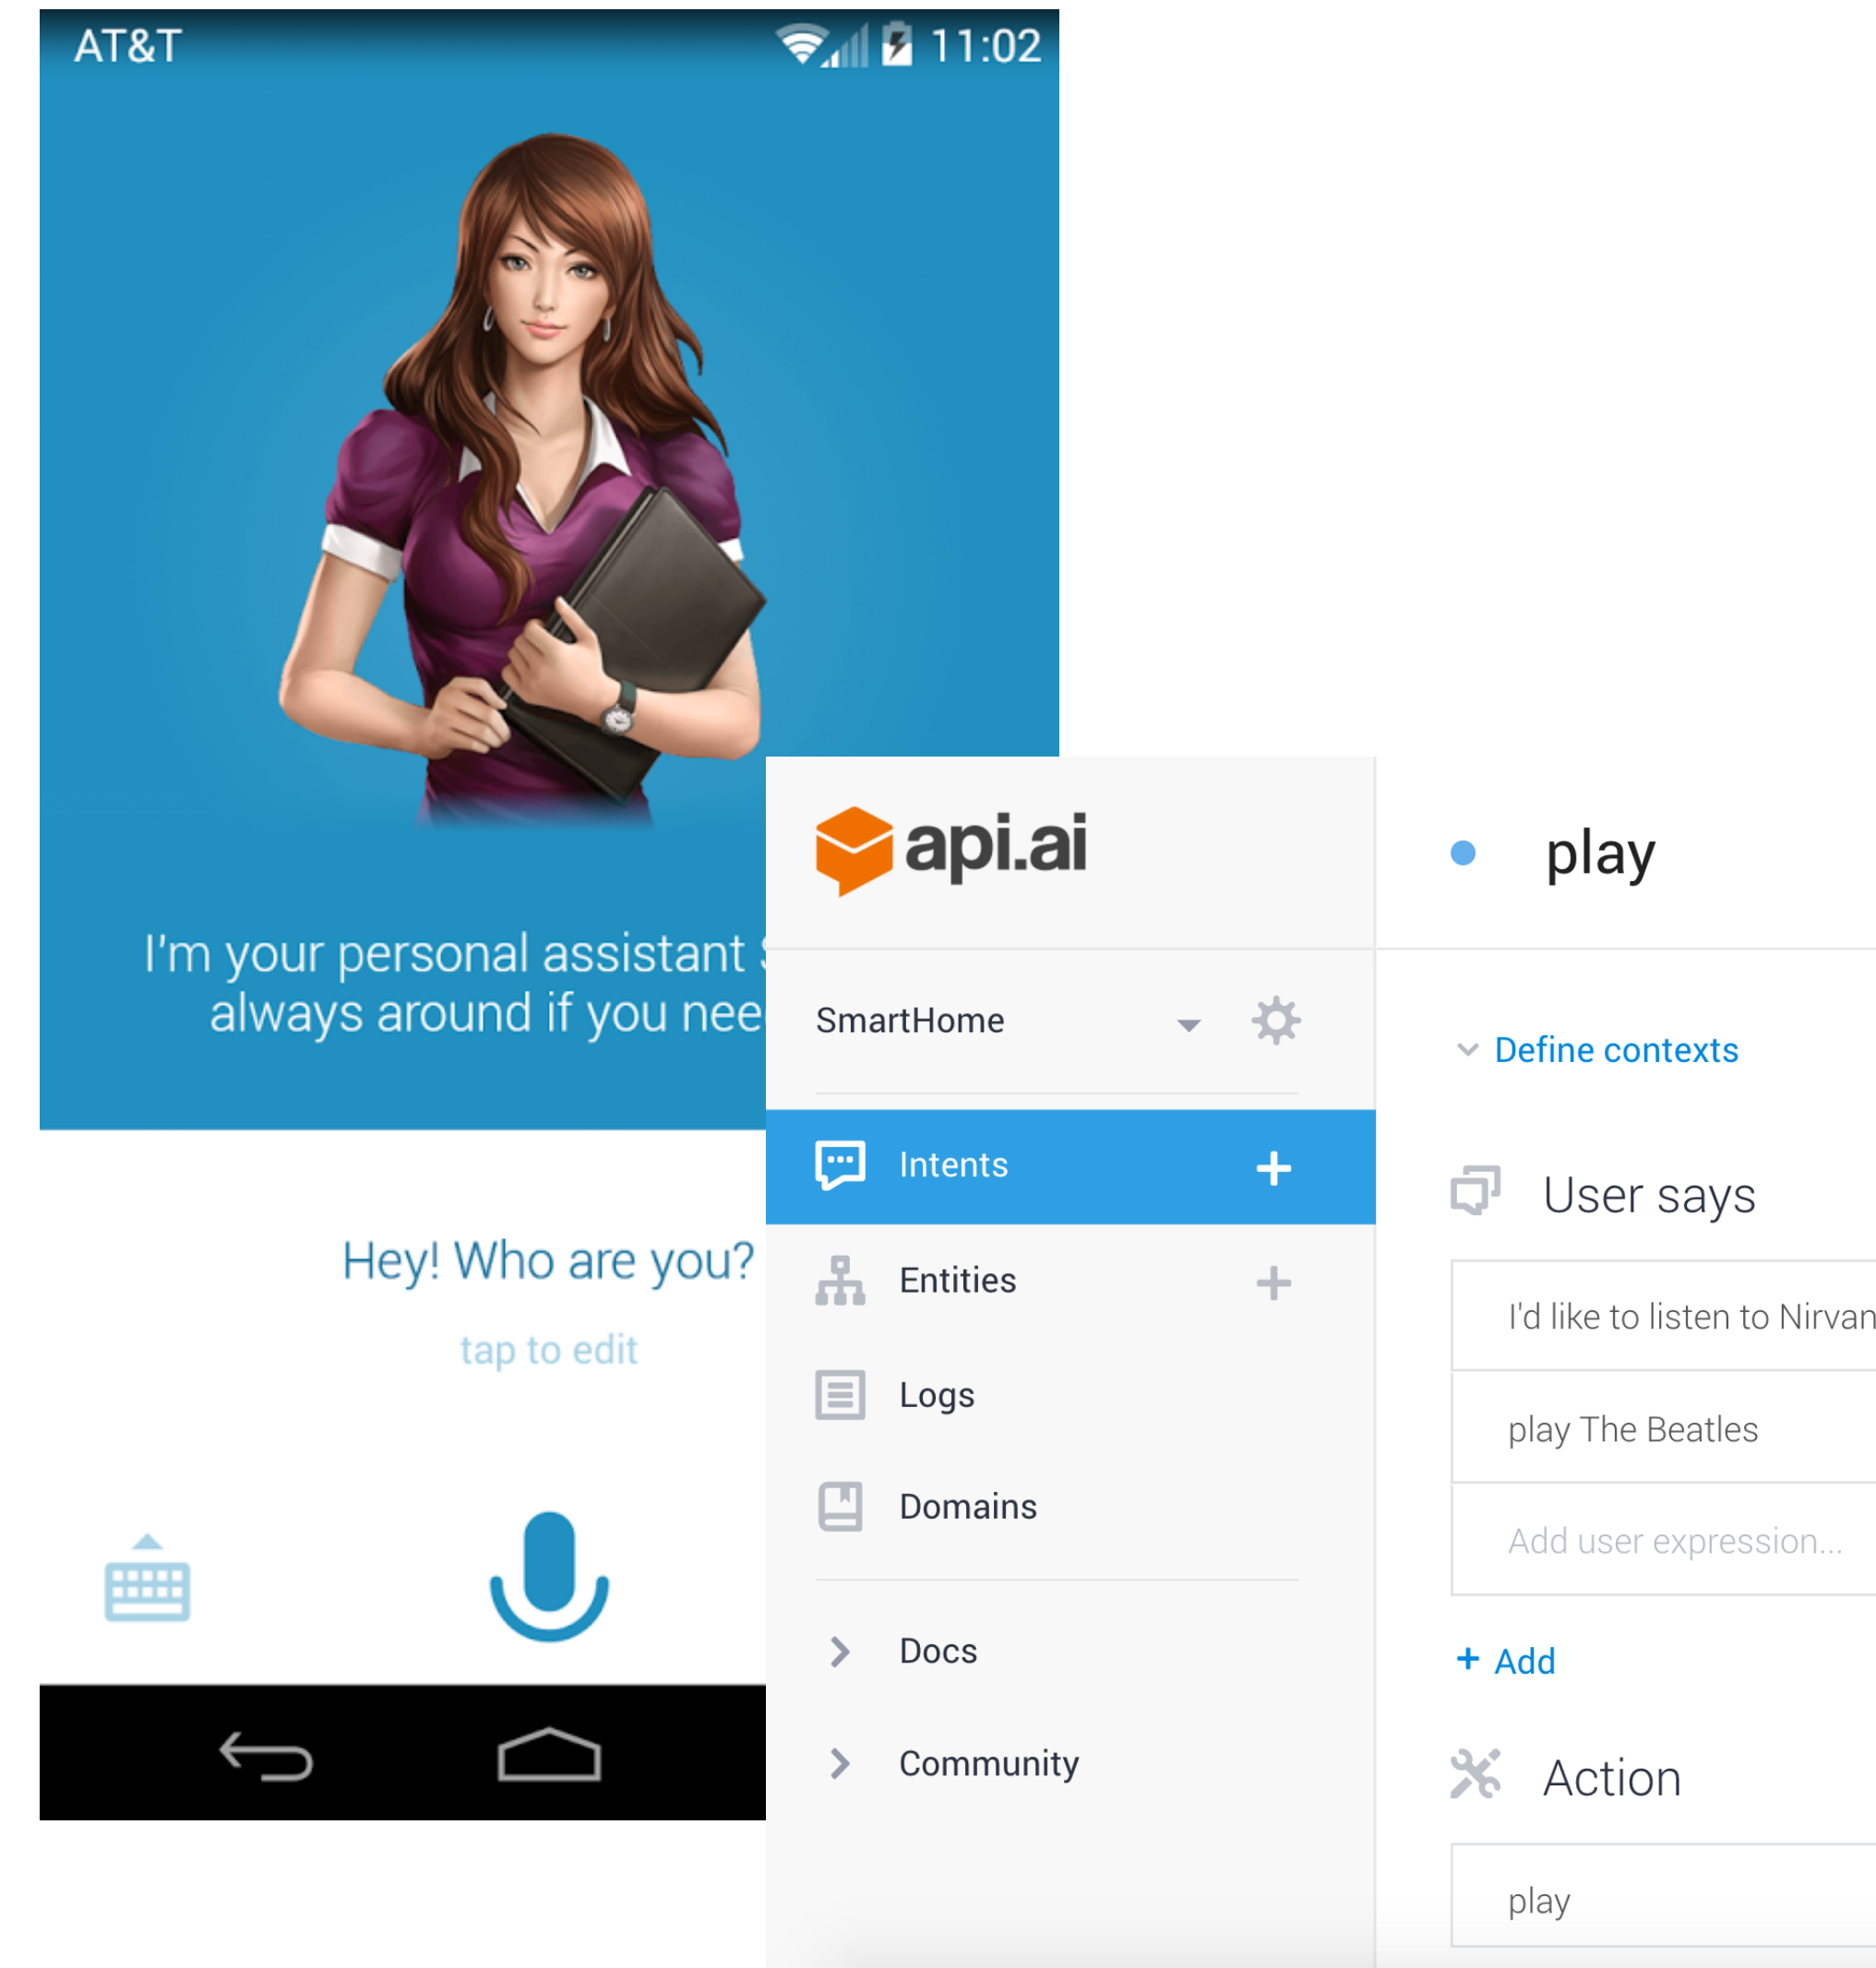 AT&T
11:02
I'm your personal assistant
always around if you
Hey! Who are you?
tap to edit
api.ai
SmartHome
Intents
Entities
Logs
Domains
Docs
Community
play
Define contexts
User says
I'd like to listen to
play The Beatles
Add user expression...
+ Add
Action
play